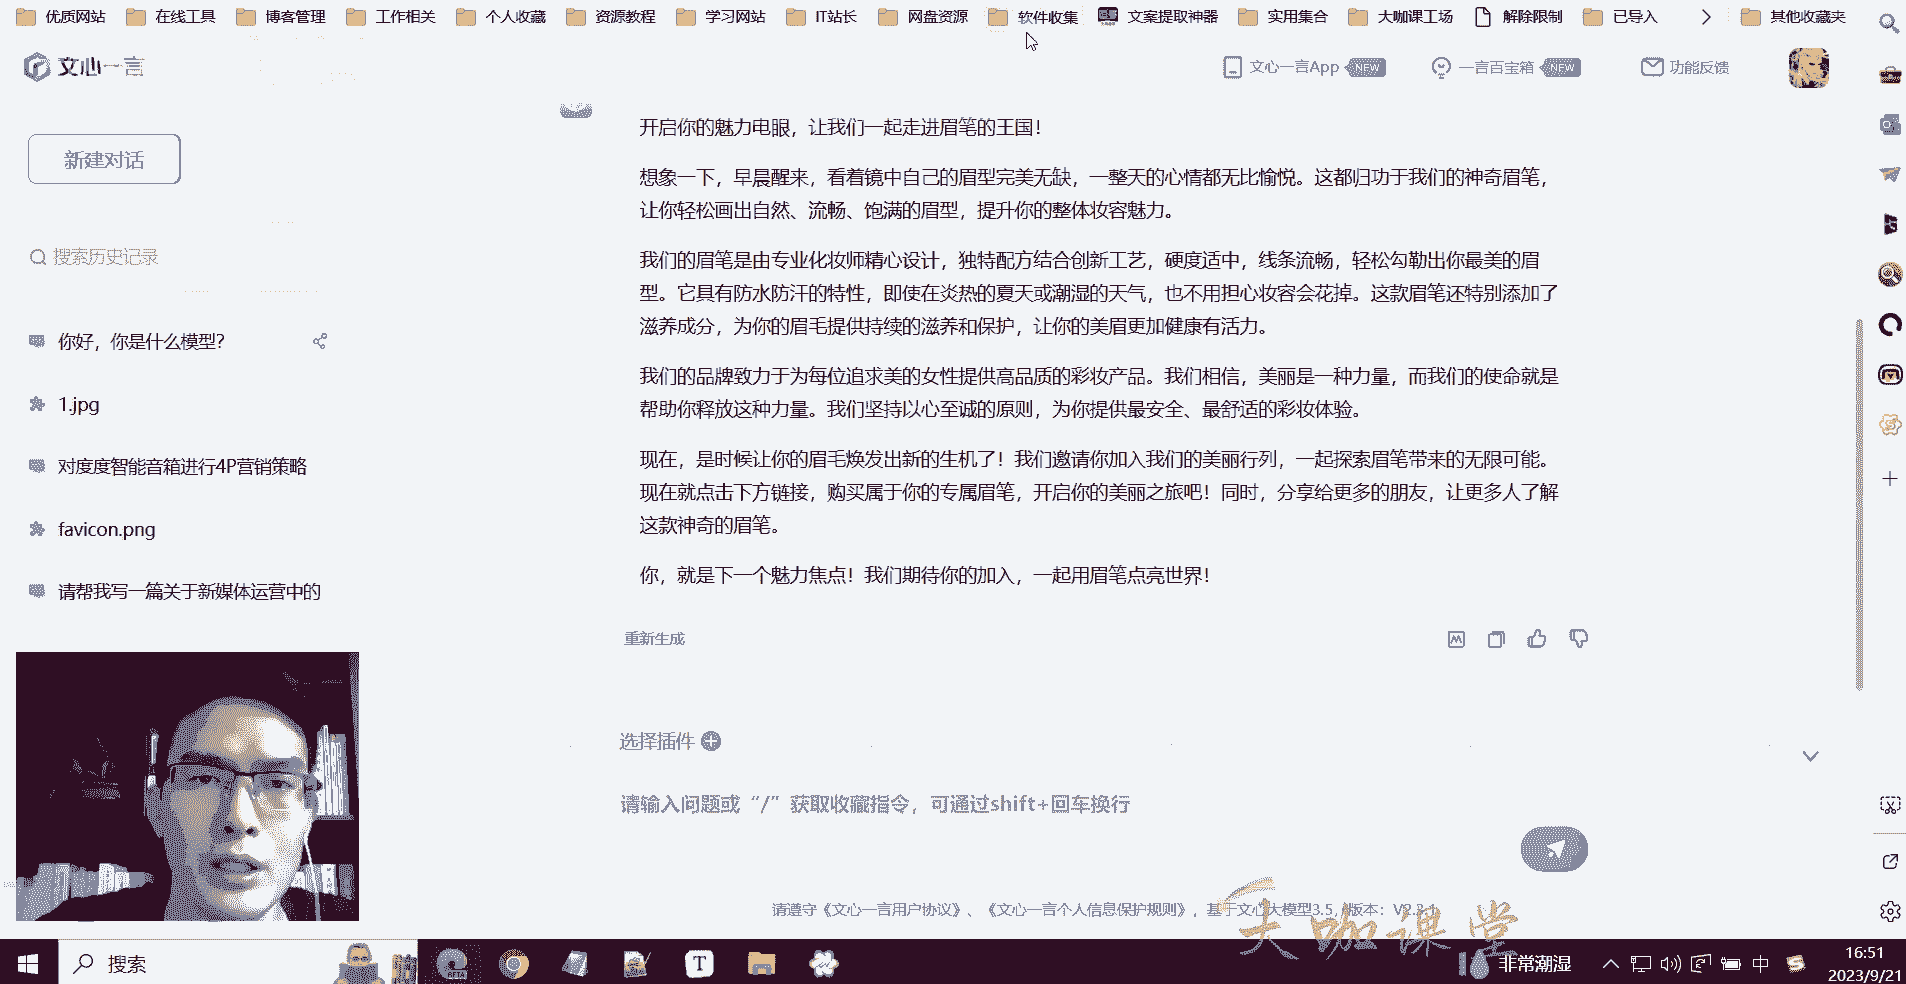 优质网站 在线工具 博客管理 工作相关 个人收藏 资源教程 学习网站 IT站长 网盘资源 软件收集 文案提取神器 实用集合 大咖课工场 解除限制 已导入 其他收藏夹
文心一言 文心一言App NEW 一言百宝箱 NEW 功能反馈
新建对话
搜索历史记录
你好，你是什么模型？
1.jpg
对度度智能音箱进行4P营销策略
favicon.png
请帮我写一篇关于新媒体运营中的
开启你的魅力电眼，让我们一起走进眉笔的王国！
想象一下，早晨醒来，看着镜中自己的眉型完美无缺，一整天的心情都无比愉悦。这都归功于我们的神奇眉笔，
让你轻松画出自然、流畅、饱满的眉型，提升你的整体妆容魅力。
我们的眉笔是由专业化妆师精心设计，独特配方结合创新工艺，硬度适中，线条流畅，轻松勾勒出你最美的眉
型。它具有防水防汗的特性，即使在炎热的夏天或潮湿的天气，也不用担心妆容会花掉。这款眉笔还特别添加了
滋养成分，为你的眉毛提供持续的滋养和保护，让你的美眉更加健康有活力。
我们的品牌致力于为每位追求美的女性提供高品质的彩妆产品。我们相信，美丽是一种力量，而我们的使命就是
帮助你释放这种力量。我们坚持以心至诚的原则，为你提供最安全、最舒适的彩妆体验。
现在，是时候让你的眉毛焕发出新的生机了！我们邀请你加入我们的美丽行列，一起探索眉笔带来的无限可能。
现在就点击下方链接，购买属于你的专属眉笔，开启你的美丽之旅吧！同时，分享给更多的朋友，让更多人了解
这款神奇的眉笔。
你，就是下一个魅力焦点！我们期待你的加入，一起用眉笔点亮世界！
重新生成
选择插件
请输入问题或“/”获取收藏指令，可通过shift+回车换行
请遵守《文心一言用户协议》、《文心一言个人信息保护规则》，基于文心大模型3.5，版本：V2.3.1
大咖课堂
搜索 BETA T 非常潮湿 中 16:51
2023/9/21